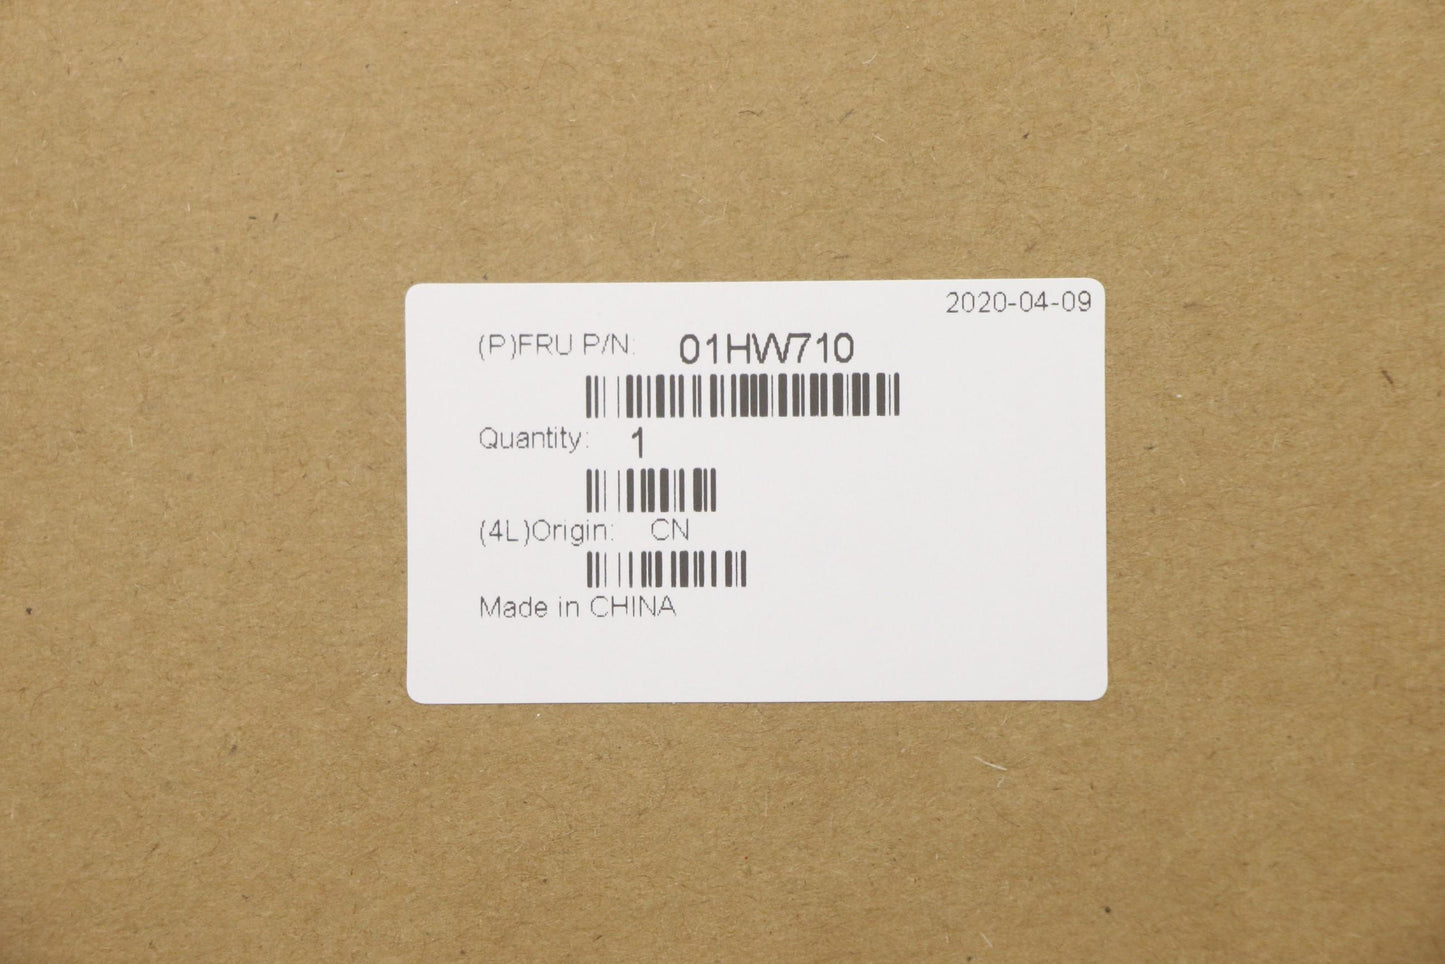 2020-04-09
(P)FRU P/N: 01HW710
Quantity: 1
(4L)Origin: CN
Made in CHINA